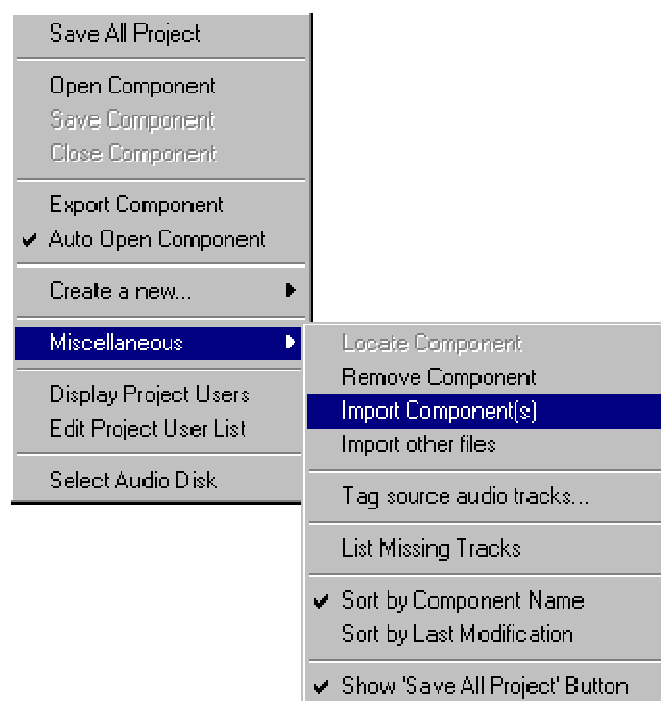 Save All Project
Open Component
Save Component
Close Component
Export Component
Auto Open Component
Create a new...
Miscellaneous
Display Project Users
Edit Project User List
Select Audio Disk
Locate Component
Remove Component
Import Component(s)
Import other files
Tag source audio tracks...
List Missing Tracks
Sort by Component Name
Sort by Last Modification
Show 'Save All Project' Button